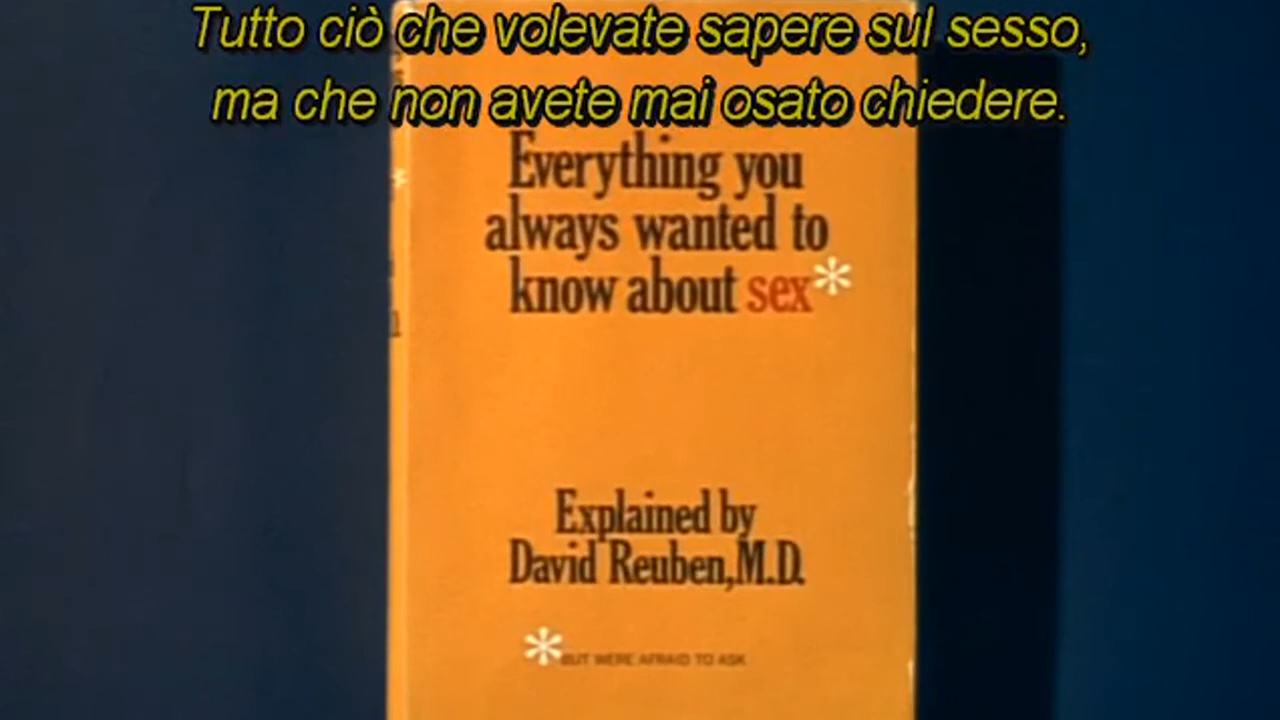 Tutto ciò che volevate sapere sul sesso,
ma che non avete mai osato chiedere.
Everything you
always wanted to
know about sex*
Explained by
David Reuben, M.D.
*BUT WERE AFRAID TO ASK